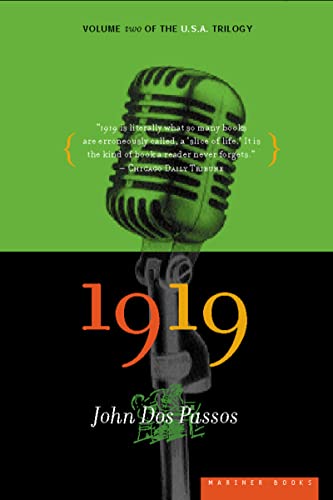 VOLUME two OF THE U.S.A. TRILOGY
"1919 is literally what so many books
are erroneously called, a "slice of life." It is
the kind of book a reader never forgets."
– CHICAGO DAILY TRIBUNE
1919
John Dos Passos
MARINER BOOKS